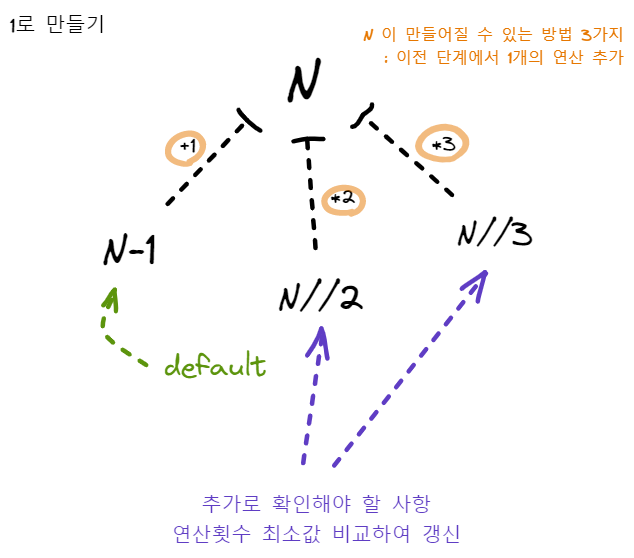 1로 만들기
N 이 만들어질 수 있는 방법 3가지
: 이전 단계에서 1개의 연산 추가
N
+1
*2
*3
N-1
N//2
N//3
default
추가로 확인해야 할 사항
연산횟수 최소값 비교하여 갱신